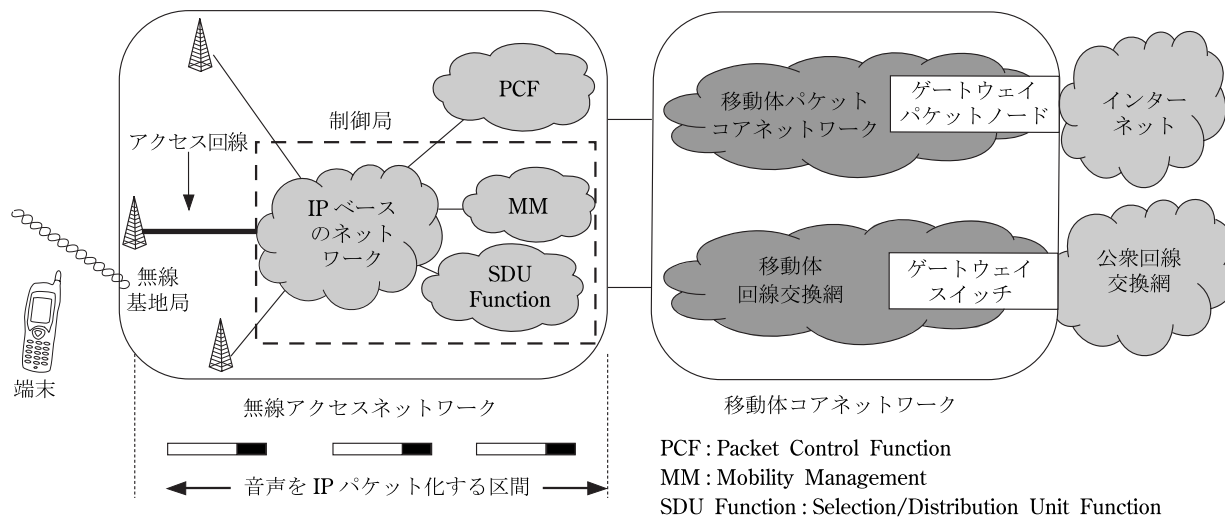 PCF
制御局
アクセス回線
IP ベース
のネット
ワーク
MM
SDU
Function
無線
基地局
端末
移動体パケット
コアネットワーク
ゲートウェイ
パケットノード
インター
ネット
移動体
回線交換網
ゲートウェイ
スイッチ
公衆回線
交換網
無線アクセスネットワーク
移動体コアネットワーク
音声を IP パケット化する区間
PCF : Packet Control Function
MM : Mobility Management
SDU Function : Selection/Distribution Unit Function